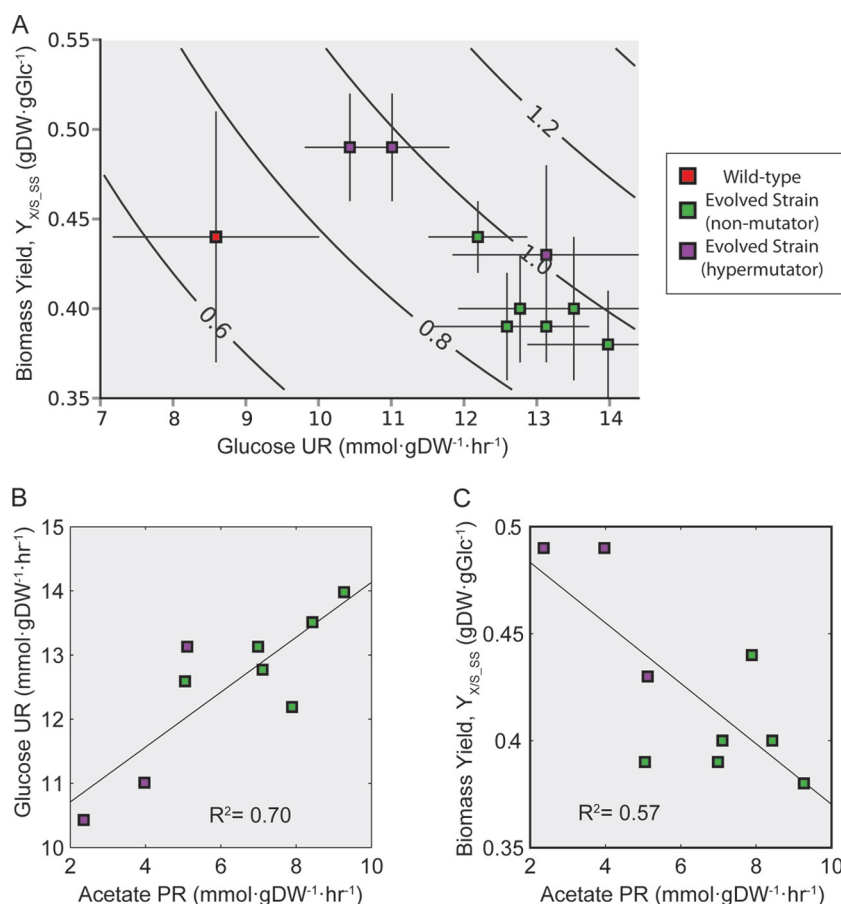 A
Biomass Yield, Y_X/S_SS (gDW·gGlc⁻¹)
0.55
0.50
0.45
0.40
0.35
1.2
1.0
0.8
0.6
7 8 9 10 11 12 13 14
Glucose UR (mmol·gDW⁻¹·hr⁻¹)
Wild-type
Evolved Strain
(non-mutator)
Evolved Strain
(hypermutator)
B
Glucose UR (mmol·gDW⁻¹·hr⁻¹)
15
14
13
12
11
10
R²= 0.70
2 4 6 8 10
Acetate PR (mmol·gDW⁻¹·hr⁻¹)
C
Biomass Yield, Y_X/S_SS (gDW·gGlc⁻¹)
0.5
0.45
0.4
0.35
R²= 0.57
2 4 6 8 10
Acetate PR (mmol·gDW⁻¹·hr⁻¹)